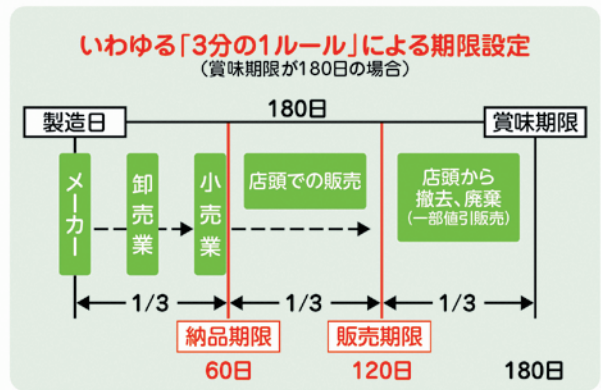 いわゆる「3分の1ルール」による期限設定
(賞味期限が180日の場合)
180日
製造日
賞味期限
メーカー
卸売業
小売業
店頭での販売
店頭から
撤去、廃棄
(一部値引販売)
1/3
1/3
1/3
納品期限
販売期限
60日
120日
180日